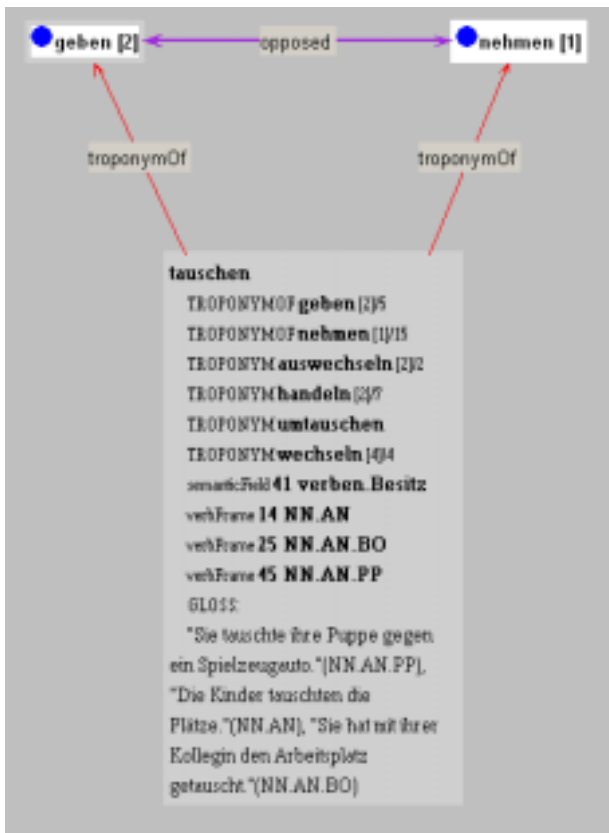 geben [2] opposed nehmen [1]
troponymOf troponymOf
tauschen
TROPONYMOF geben [2]/5
TROPONYMOF nehmen [1]/15
TROPONYM auswechseln [2]/2
TROPONYM handeln [2]/7
TROPONYM umtauschen
TROPONYM wechseln [4]/4
semanticField 41 verben.Besitz
verbFrame 14 NN.AN
verbFrame 25 NN.AN.BO
verbFrame 45 NN.AN.PP
GLOSS:
"Sie tauschte ihre Puppe gegen
ein Spielzeugauto."(NN.AN.PP),
"Die Kinder tauschten die
Plätze."(NN.AN), "Sie hat mit ihrer
Kollegin den Arbeitsplatz
getauscht."(NN.AN.BO)